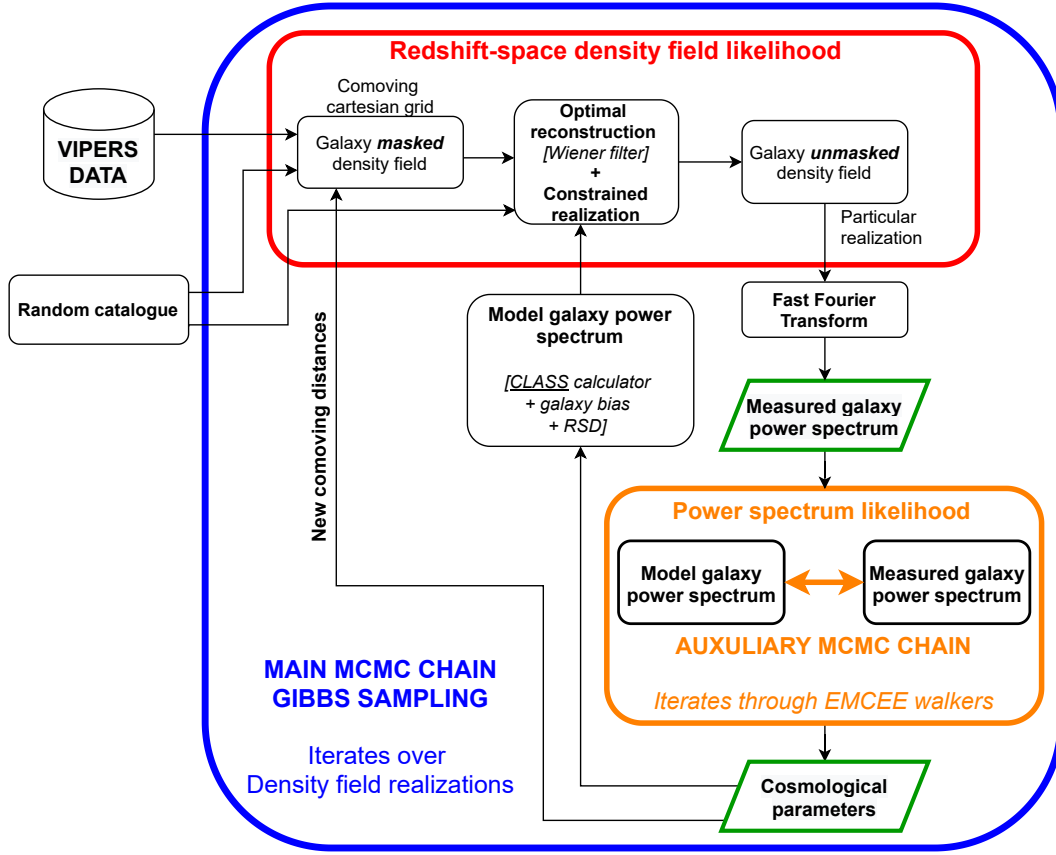 Redshift-space density field likelihood
Comoving
cartesian grid
VIPERS
DATA
Galaxy masked
density field
Optimal
reconstruction
[Wiener filter]
+
Constrained
realization
Galaxy unmasked
density field
Particular
realization
Random catalogue
New comoving distances
Model galaxy power
spectrum
[CLASS calculator
+ galaxy bias
+ RSD]
Fast Fourier
Transform
Measured galaxy
power spectrum
Power spectrum likelihood
Model galaxy
power spectrum
Measured galaxy
power spectrum
AUXULIARY MCMC CHAIN
Iterates through EMCEE walkers
MAIN MCMC CHAIN
GIBBS SAMPLING
Iterates over
Density field realizations
Cosmological
parameters